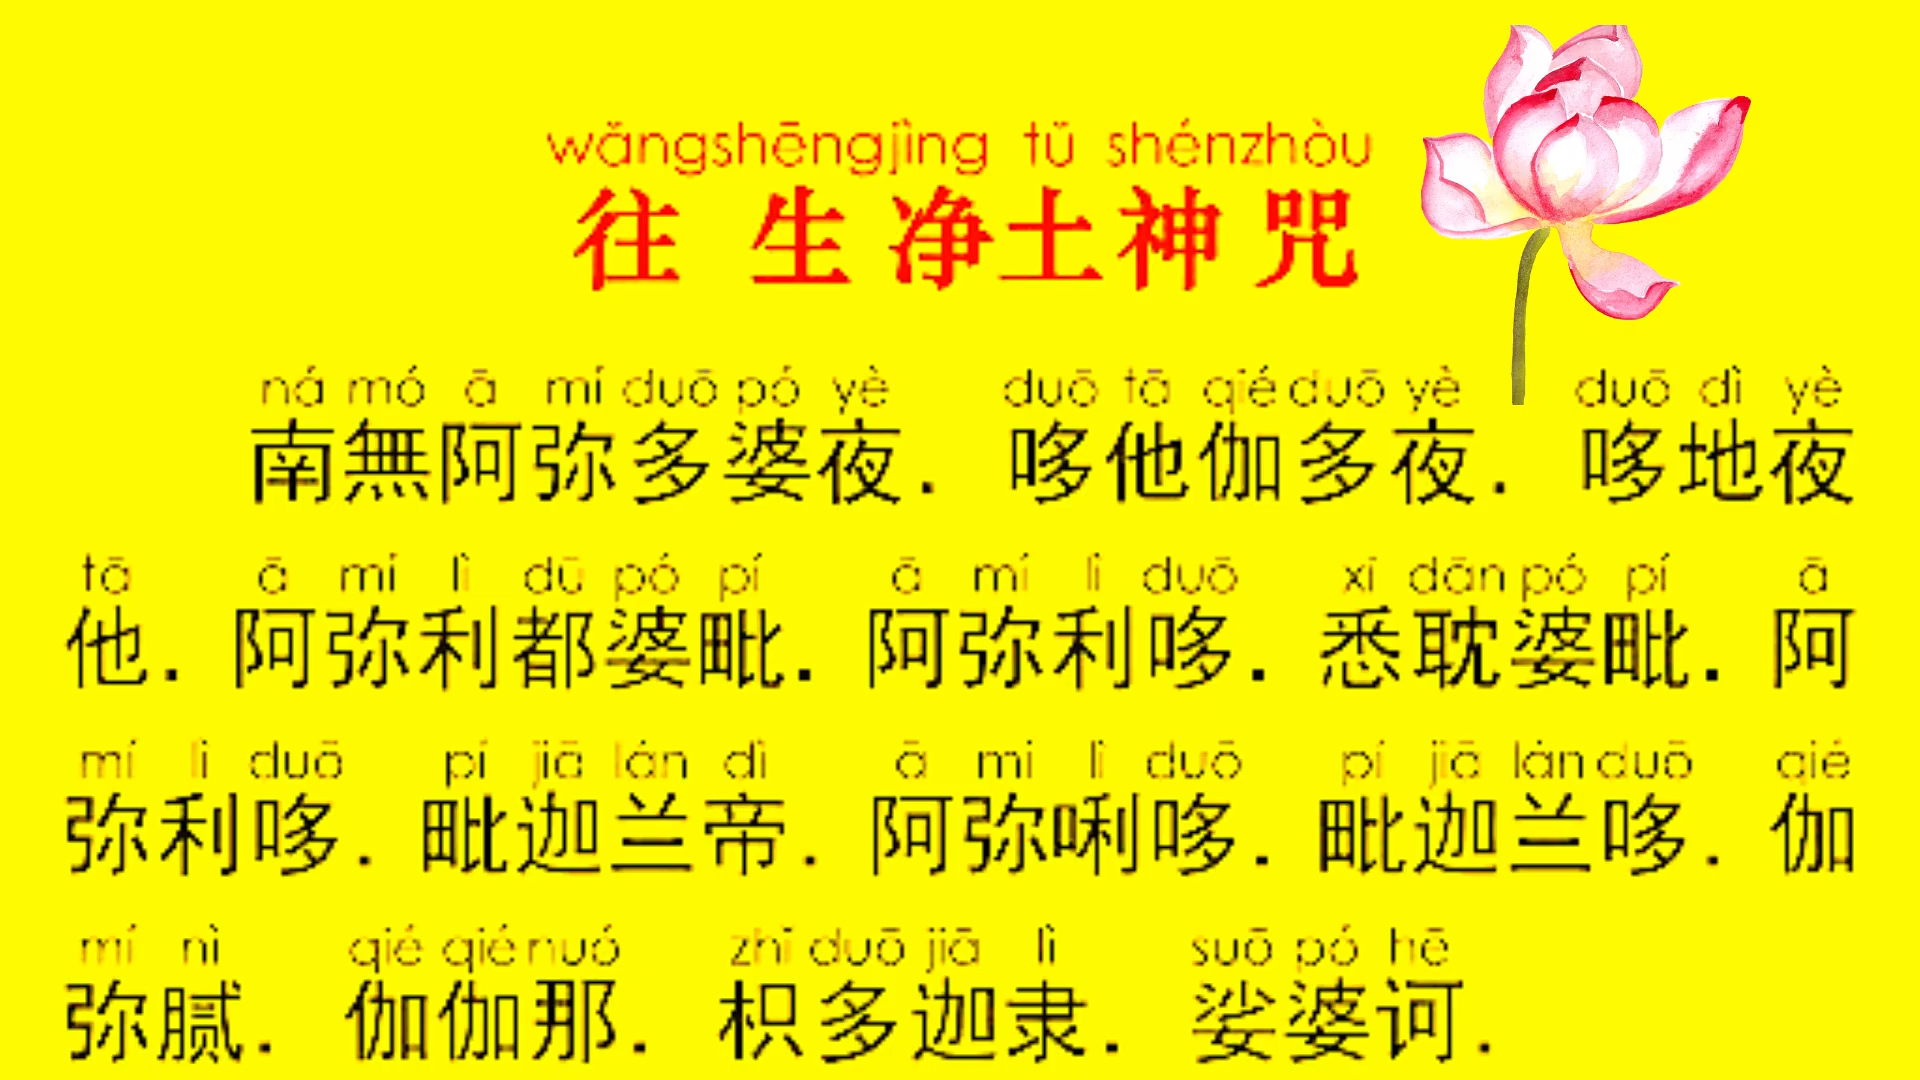 wǎngshēngjìng tǔ shénzhòu
往生净土神咒
ná mó ā mí duō pó yè duō tā qié duō yè duō dì yè
南無阿弥多婆夜. 哆他伽多夜. 哆地夜
tā ā mí lì dū pó pí ā mí lì duō xī dān pó pí ā
他. 阿弥利都婆毗. 阿弥利哆. 悉耽婆毗. 阿
mí lì duō pí jiā lán dì ā mí lì duō pí jiā lán duō qié
弥利哆. 毗迦兰帝. 阿弥唎哆. 毗迦兰哆. 伽
mí nì qié qié nuó zhī duō jiā lì suō pó hē
弥腻. 伽伽那. 枳多迦隶. 娑婆诃.